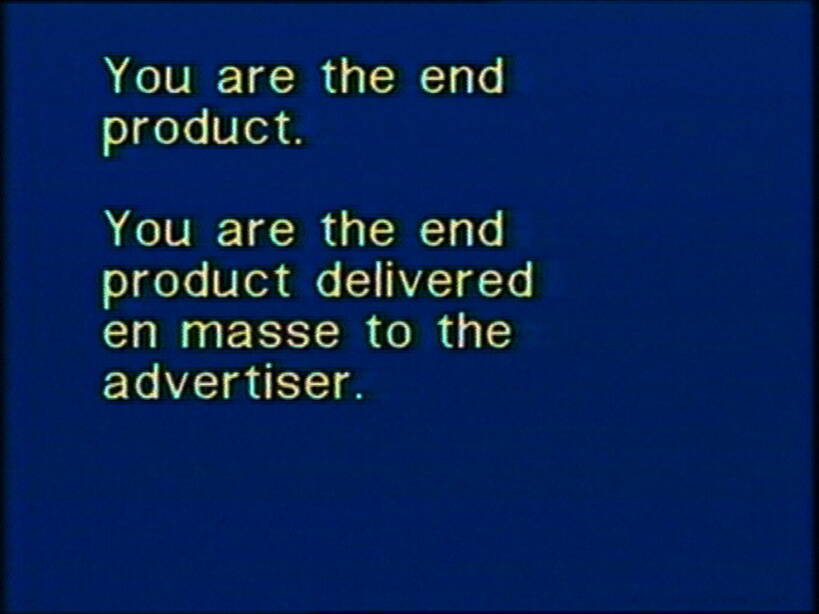 You are the end
product.
You are the end
product delivered
en masse to the
advertiser.